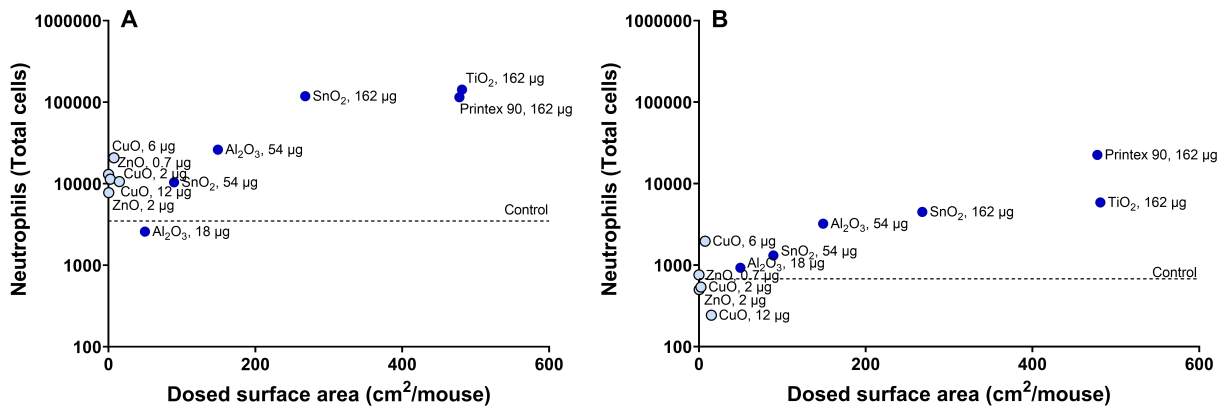 A
1000000
100000
10000
1000
100
0
200
400
600
Neutrophils (Total cells)
Dosed surface area (cm²/mouse)
TiO₂, 162 µg
SnO₂, 162 µg
Printex 90, 162 µg
CuO, 6 µg
Al₂O₃, 54 µg
ZnO, 0.7 µg
CuO, 2 µg
SnO₂, 54 µg
CuO, 12 µg
ZnO, 2 µg
Control
Al₂O₃, 18 µg
B
1000000
100000
10000
1000
100
0
200
400
600
Neutrophils (Total cells)
Dosed surface area (cm²/mouse)
Printex 90, 162 µg
TiO₂, 162 µg
SnO₂, 162 µg
Al₂O₃, 54 µg
CuO, 6 µg
SnO₂, 54 µg
Al₂O₃, 18 µg
ZnO, 0.7 µg
Control
CuO, 2 µg
ZnO, 2 µg
CuO, 12 µg